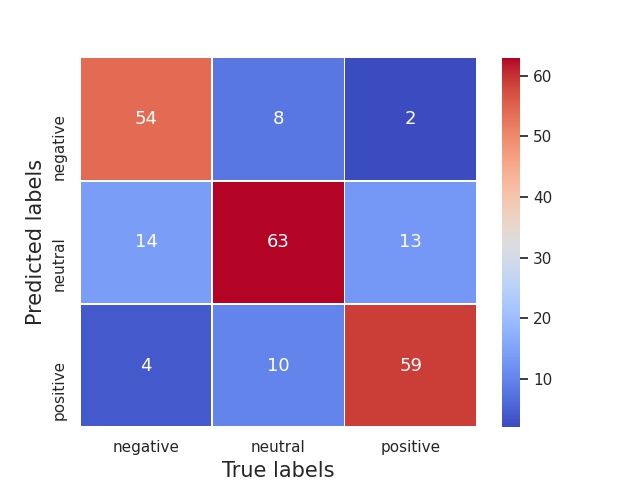 Predicted labels
negative
54 8 2
neutral
14 63 13
positive
4 10 59
negative neutral positive
True labels
60
50
40
30
20
10